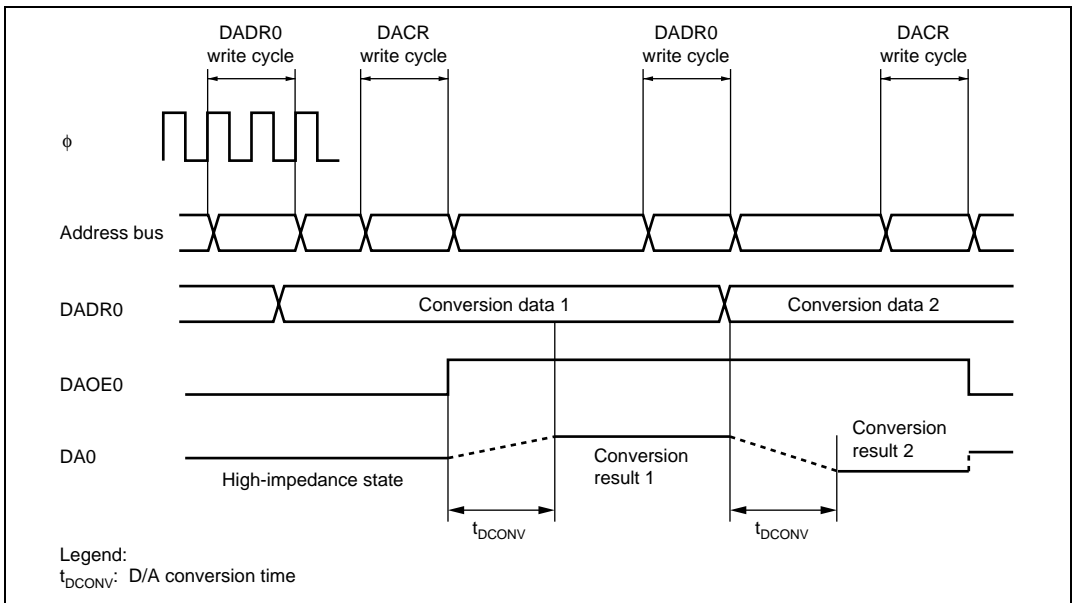 DADR0
write cycle
DACR
write cycle
DADR0
write cycle
DACR
write cycle
ϕ
Address bus
DADR0
Conversion data 1
Conversion data 2
DAOE0
DA0
High-impedance state
Conversion
result 1
Conversion
result 2
tDCONV
tDCONV
Legend:
tDCONV: D/A conversion time